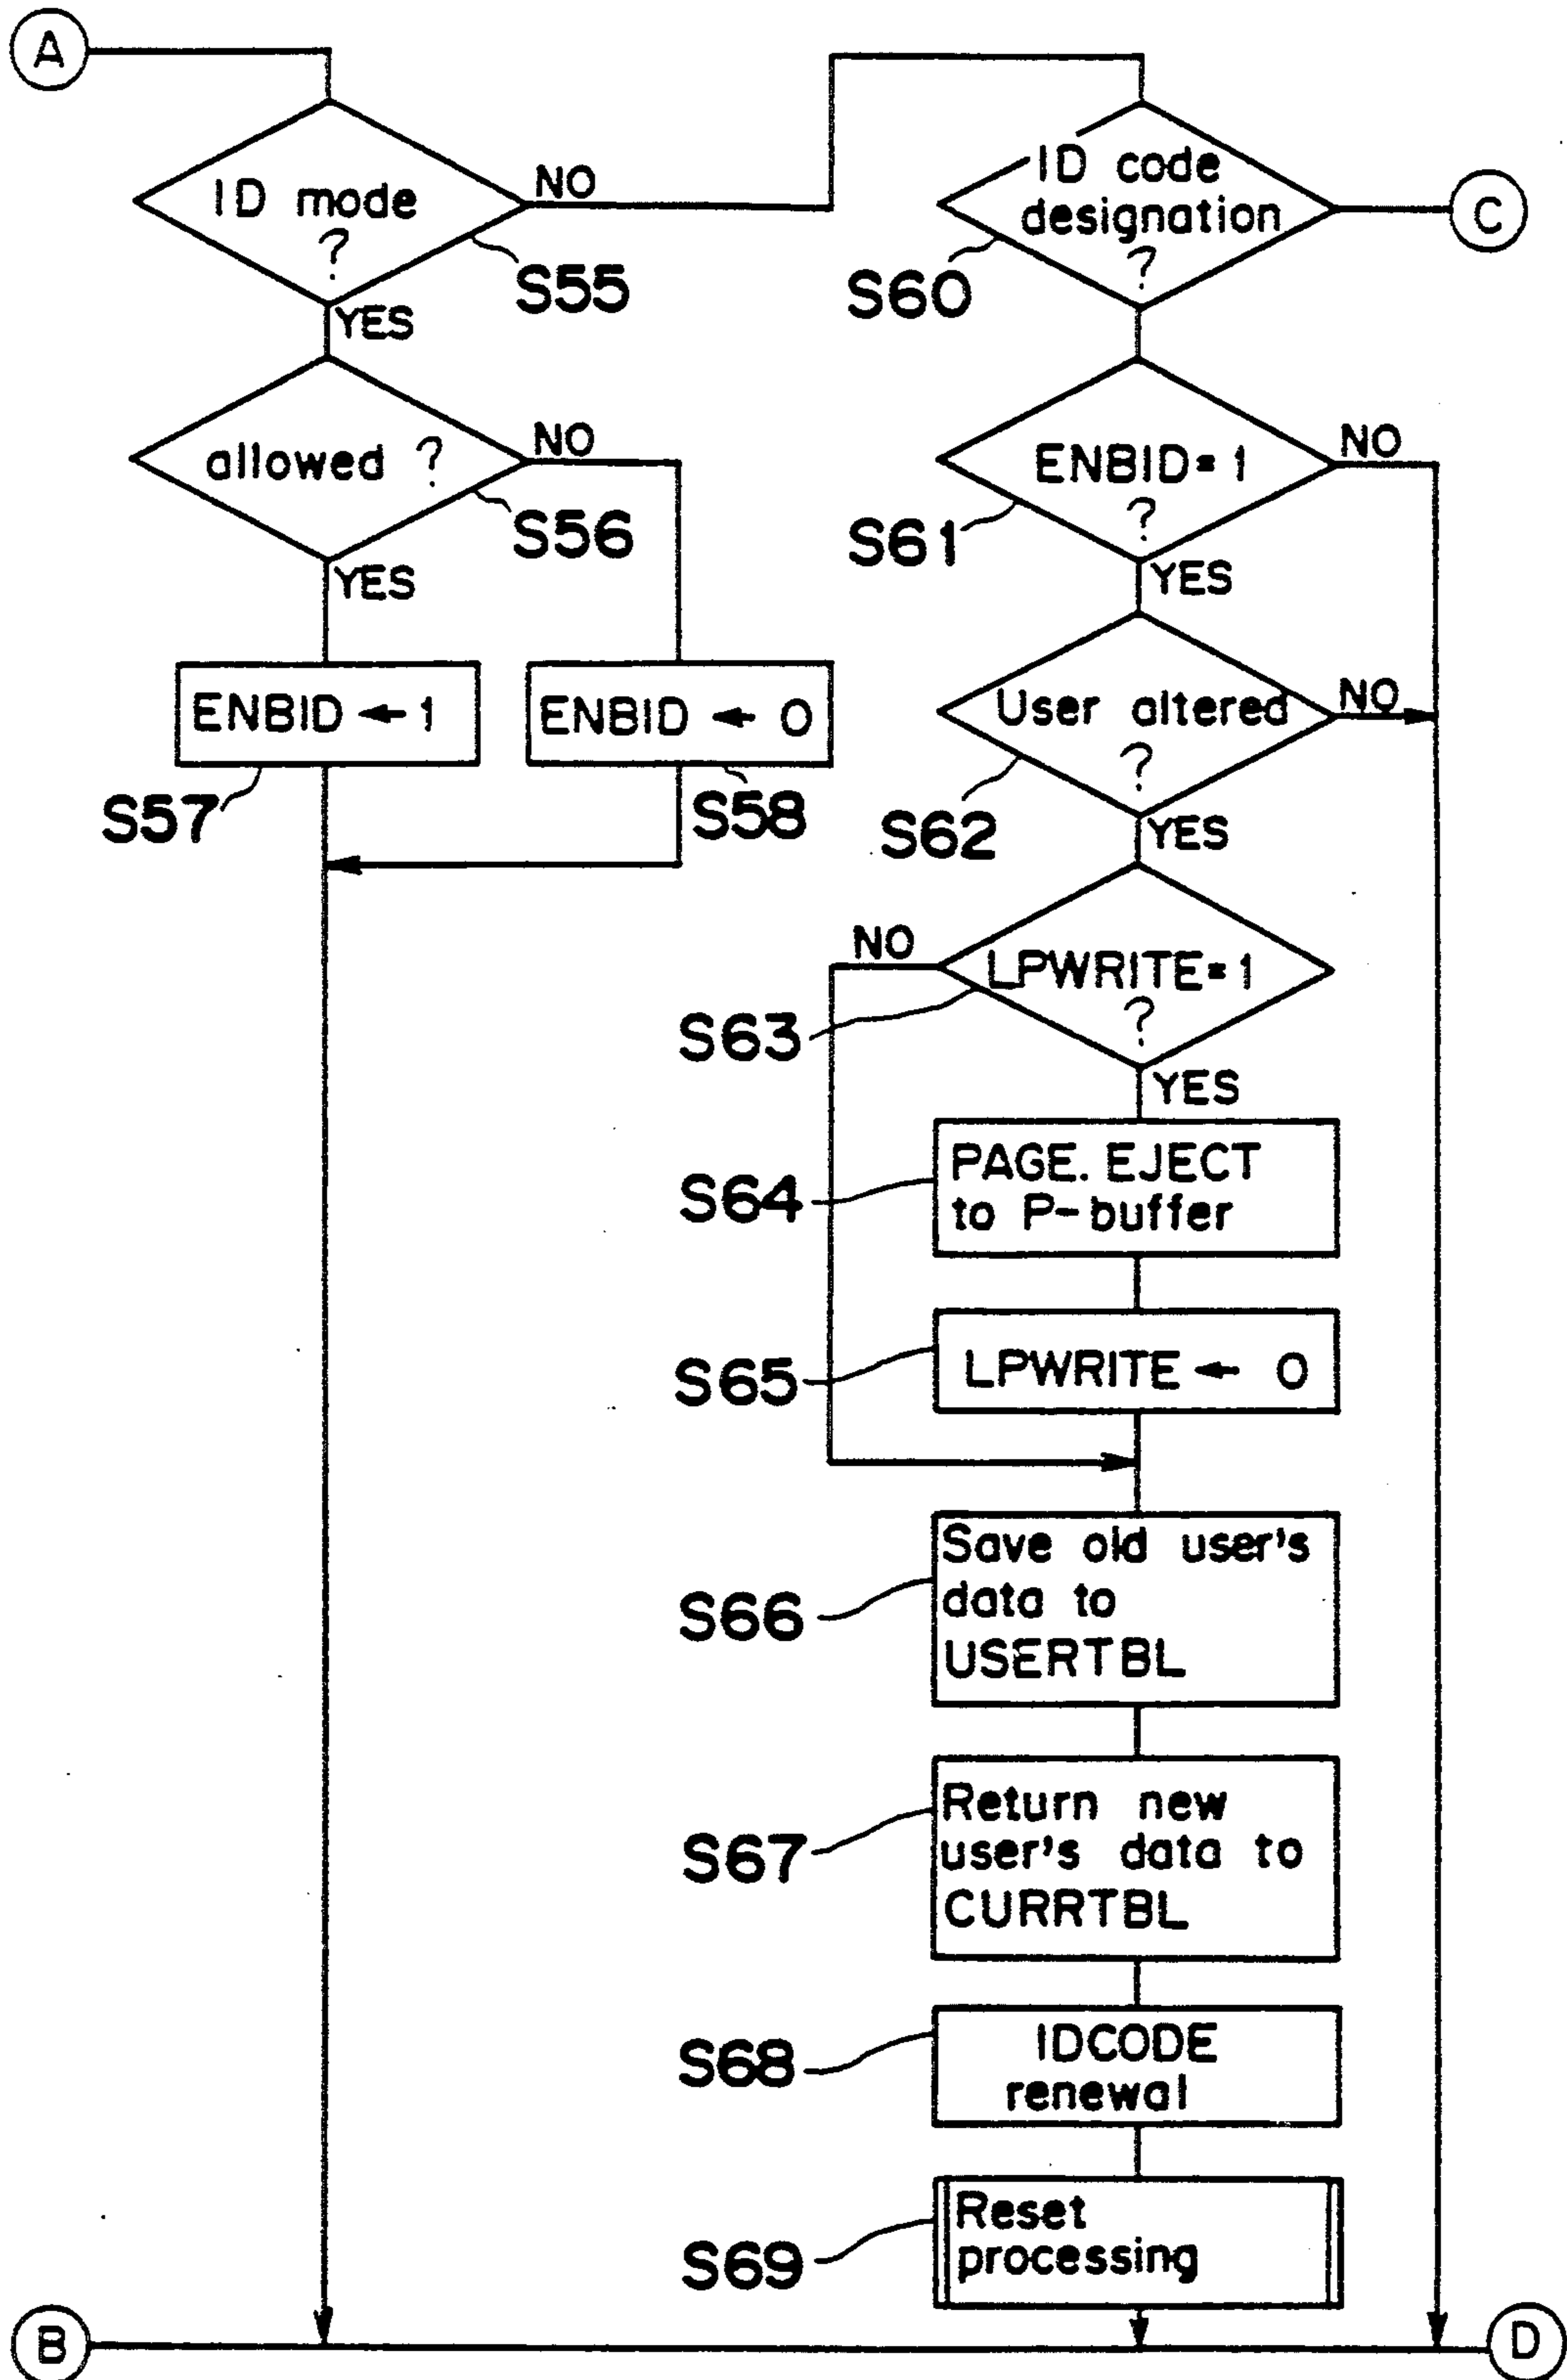 A
ID mode
?
NO
S55
YES
allowed ?
NO
S56
YES
ENBID ← 1
S57
ENBID ← 0
S58
ID code
designation
?
S60
C
ENBID = 1
?
NO
S61
YES
User altered
?
NO
S62
YES
LPWRITE = 1
?
NO
S63
YES
PAGE. EJECT
to P-buffer
S64
LPWRITE ← 0
S65
Save old user's
data to
USERTBL
S66
Return new
user's data to
CURRTBL
S67
IDCODE
renewal
S68
Reset
processing
S69
B
D